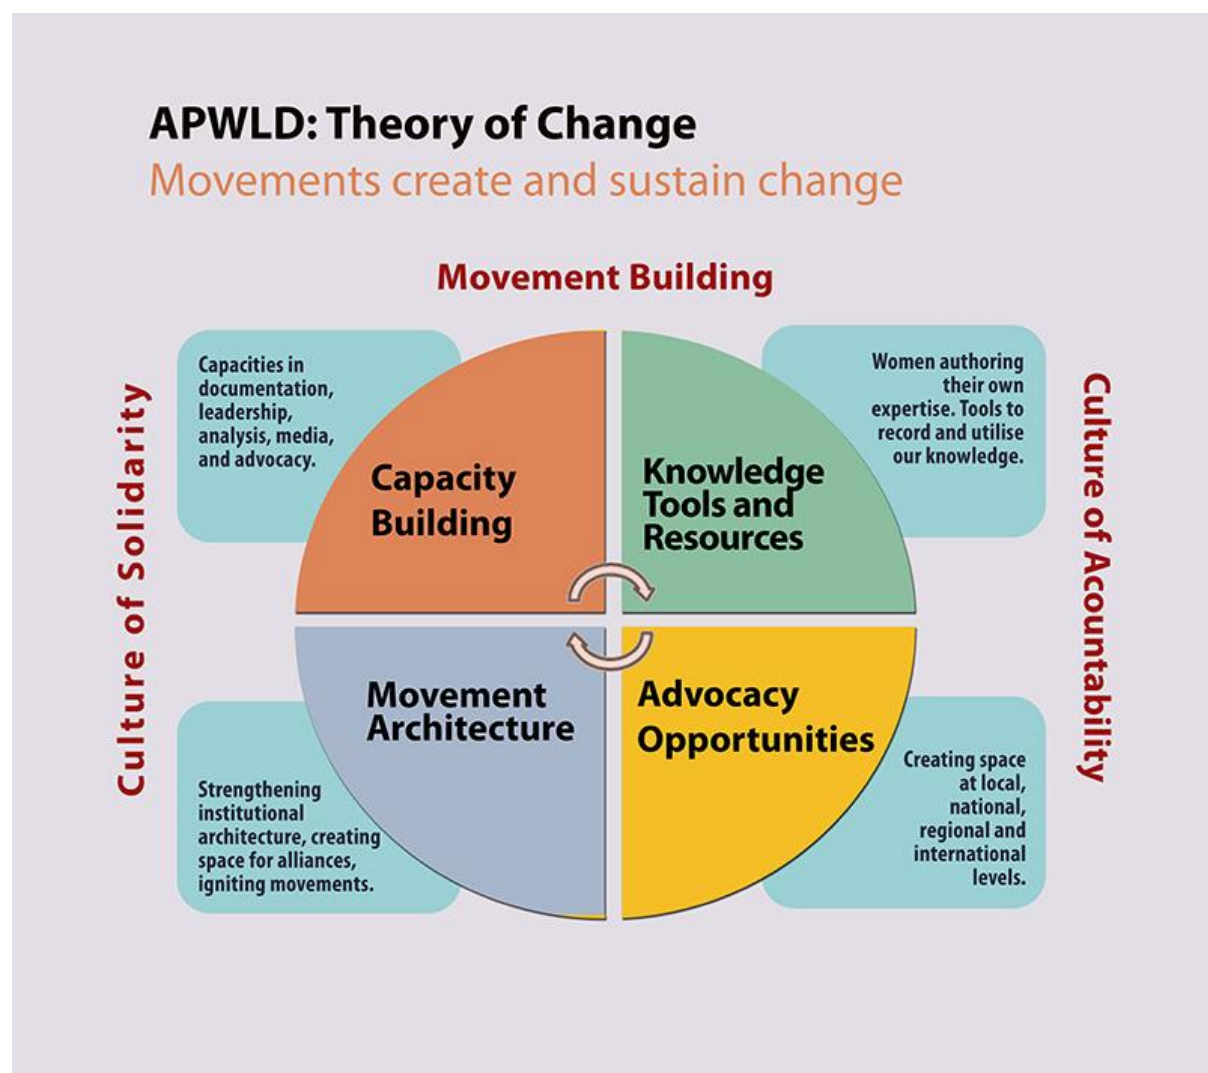 APWLD: Theory of Change
Movements create and sustain change
Movement Building
Culture of Solidarity
Capacities in
documentation,
leadership,
analysis, media,
and advocacy.
Capacity
Building
Knowledge
Tools and
Resources
Women authoring
their own
expertise. Tools to
record and utilise
our knowledge.
Culture of Acountability
Movement
Architecture
Strengthening
institutional
architecture, creating
space for alliances,
igniting movements.
Advocacy
Opportunities
Creating space
at local,
national,
regional and
international
levels.